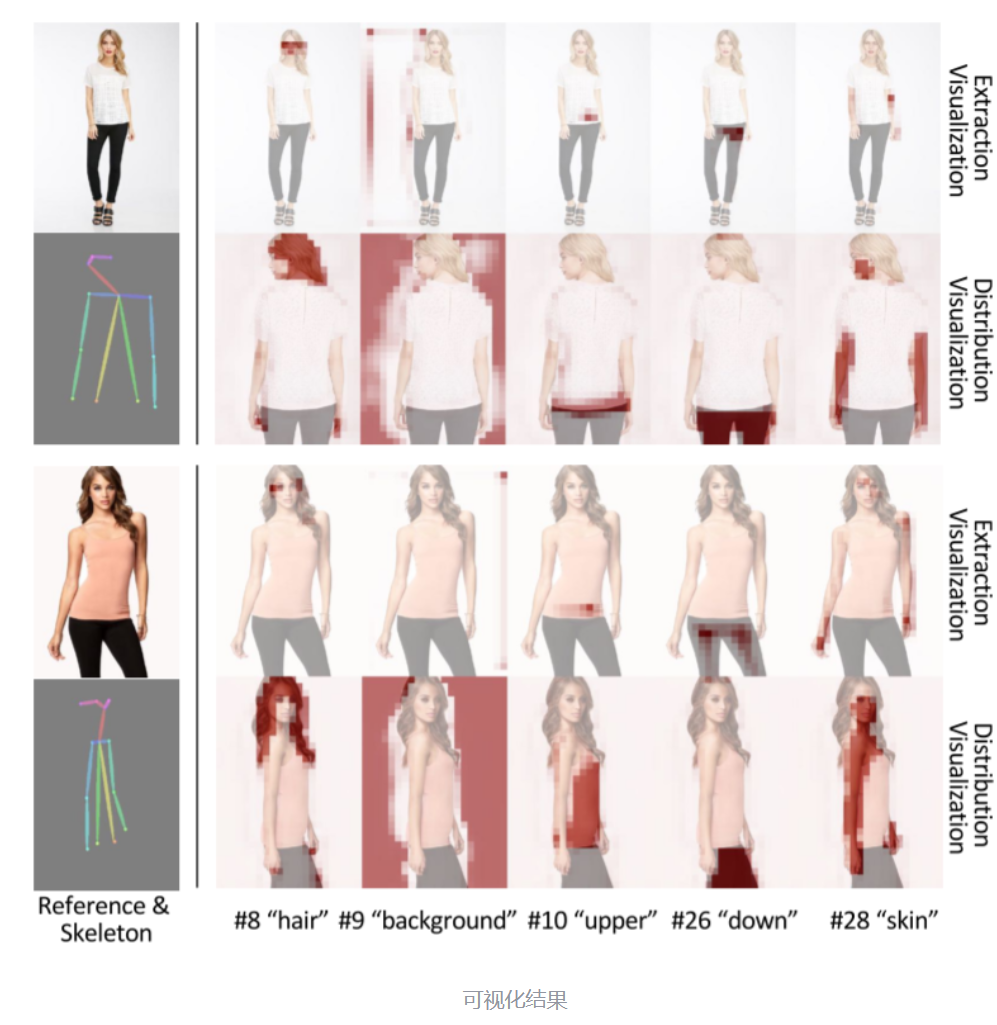 Extraction
Visualization
Distribution
Visualization
Extraction
Visualization
Distribution
Visualization
Reference &
Skeleton
#8 “hair”
#9 “background”
#10 “upper”
#26 “down”
#28 “skin”
可视化结果